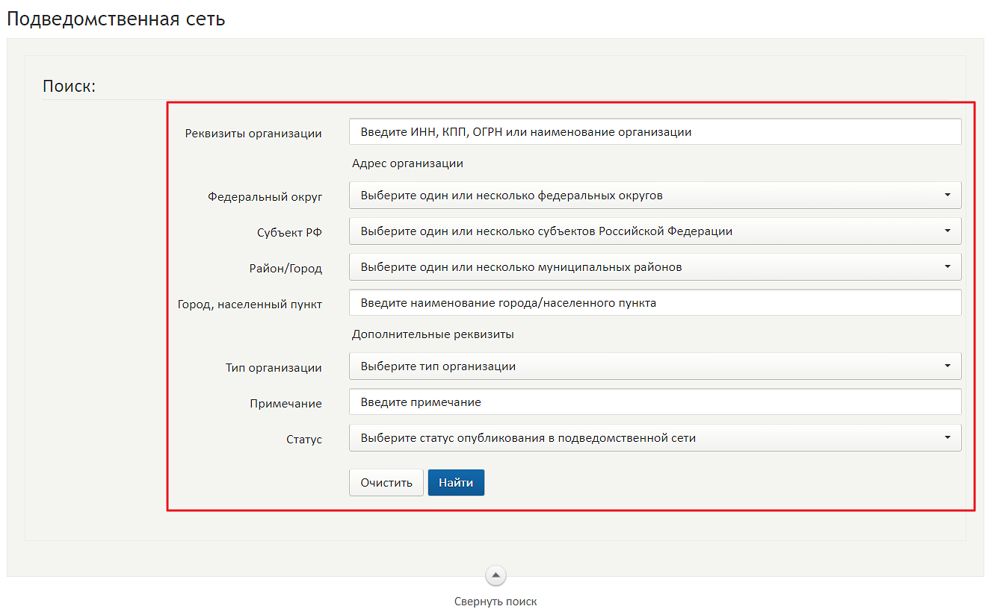 Подведомственная сеть
Поиск:
Реквизиты организации Введите ИНН, КПП, ОГРН или наименование организации
Адрес организации
Федеральный округ Выберите один или несколько федеральных округов
Субъект РФ Выберите один или несколько субъектов Российской Федерации
Район/Город Выберите один или несколько муниципальных районов
Город, населенный пункт Введите наименование города/населенного пункта
Дополнительные реквизиты
Тип организации Выберите тип организации
Примечание Введите примечание
Статус Выберите статус опубликования в подведомственной сети
Очистить Найти
Свернуть поиск